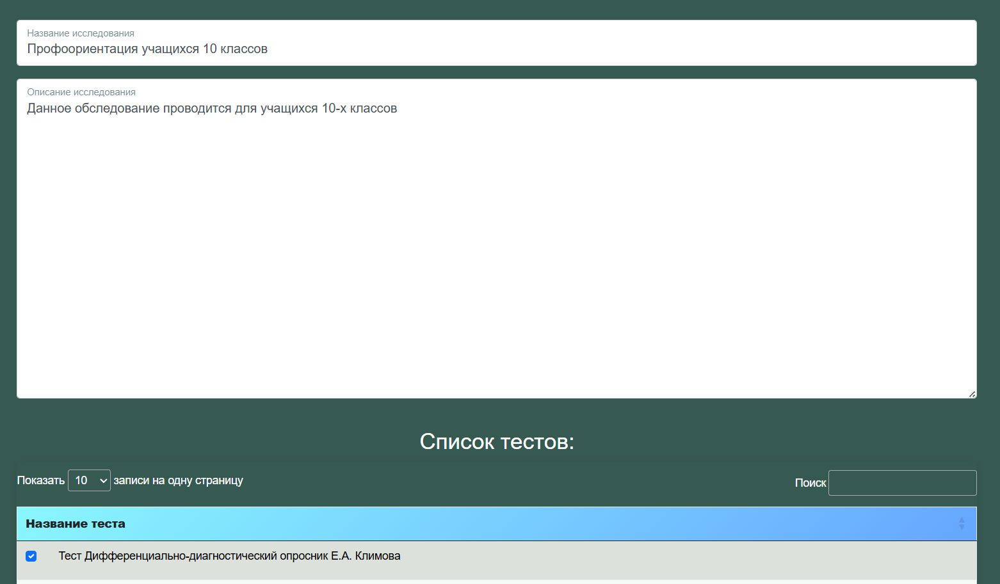 Название исследования
Профоориентация учащихся 10 классов
Описание исследования
Данное обследование проводится для учащихся 10-х классов
Список тестов:
Показать 10 записи на одну страницу
Поиск
Название теста
Тест Дифференциально-диагностический опросник Е.А. Климова